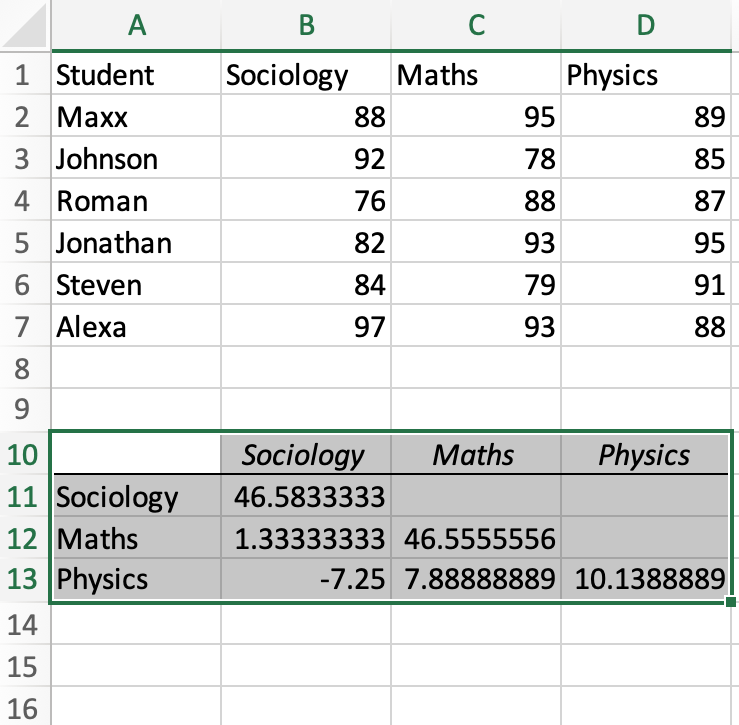 A B C D
1 Student Sociology Maths Physics
2 Maxx 88 95 89
3 Johnson 92 78 85
4 Roman 76 88 87
5 Jonathan 82 93 95
6 Steven 84 79 91
7 Alexa 97 93 88
8
9
10 Sociology Maths Physics
11 Sociology 46.5833333
12 Maths 1.33333333 46.5555556
13 Physics -7.25 7.88888889 10.1388889
14
15
16